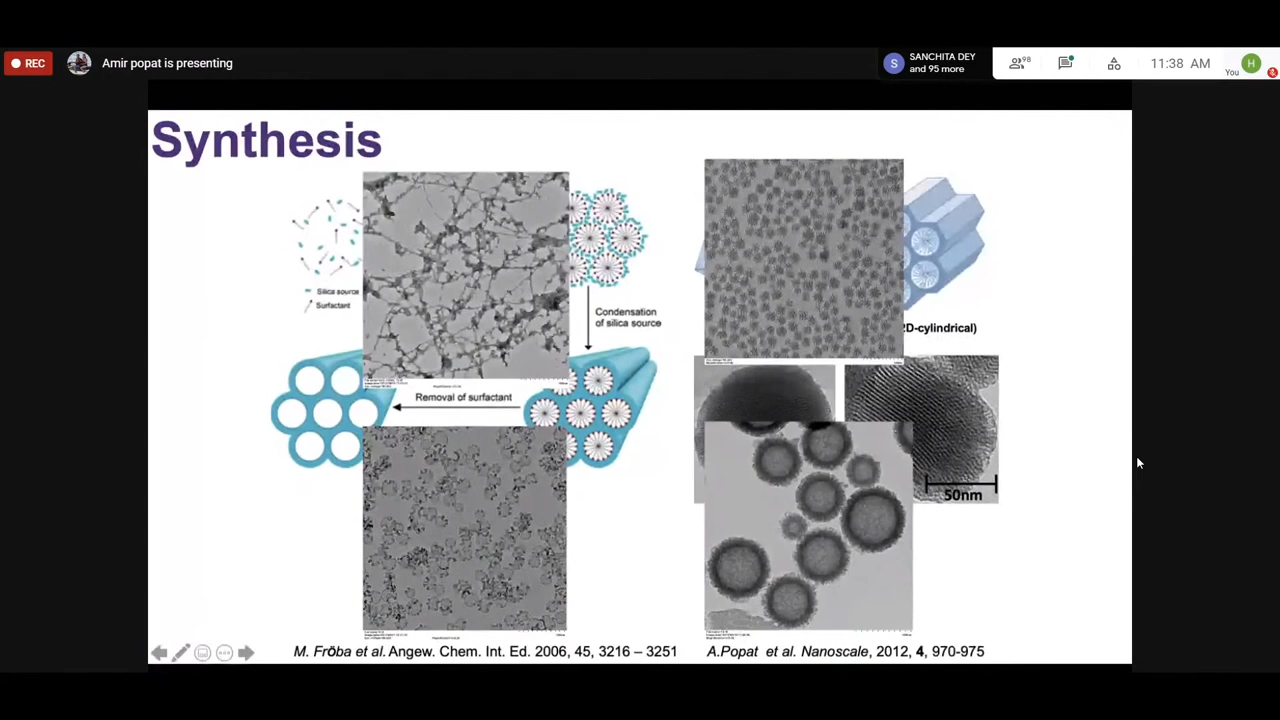 REC
Amir popat is presenting
SANCHITA DEY
and 95 more
S
98
11:38 AM
You
H
Synthesis
Silica source
Surfactant
Condensation
of silica source
Removal of surfactant
2D-cylindrical)
50nm
M. Fröba et al. Angew. Chem. Int. Ed. 2006, 45, 3216 – 3251
A.Popat et al. Nanoscale, 2012, 4, 970-975